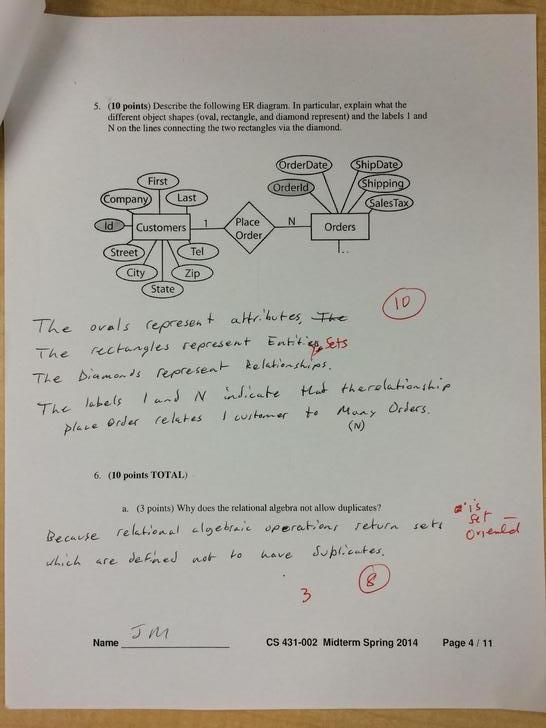 5. (10 points) Describe the following ER diagram. In particular, explain what the
different object shapes (oval, rectangle, and diamond represent) and the labels 1 and
N on the lines connecting the two rectangles via the diamond.
OrderDate
ShipDate
First
OrderId
Shipping
Company
Last
SalesTax
Id
Customers
1
Place
Order
N
Orders
Street
Tel
City
Zip
State
10
The ovals represent attributes. The
The rectangles represent Entities Sets
The Diamonds represent Relationships.
The labels 1 and N indicate that the relationship
place Order relates 1 customer to Many Orders.
(N)
6. (10 points TOTAL)
a. (3 points) Why does the relational algebra not allow duplicates?
Because relational algebraic operations return sets
which are defined not to have Duplicates.
is
Set
Oriented
8
3
Name JM
CS 431-002 Midterm Spring 2014
Page 4 / 11